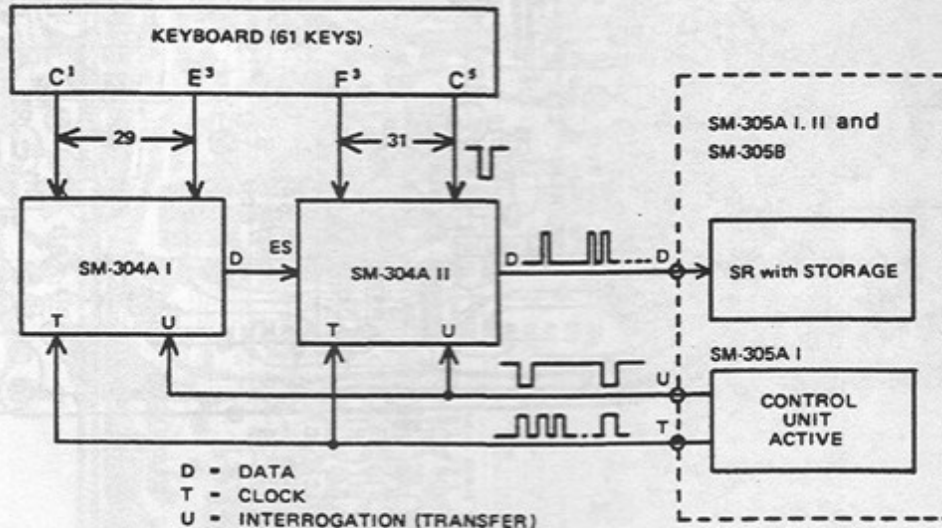 KEYBOARD (61 KEYS)
C¹ E³ F³ C⁵
29 31
SM-305A I, II and
SM-305B
SM-304A I
D
ES
SM-304A II
D
D
SR with STORAGE
T U
T U
SM-305A I
U
T
CONTROL
UNIT
ACTIVE
D - DATA
T - CLOCK
U - INTERROGATION (TRANSFER)